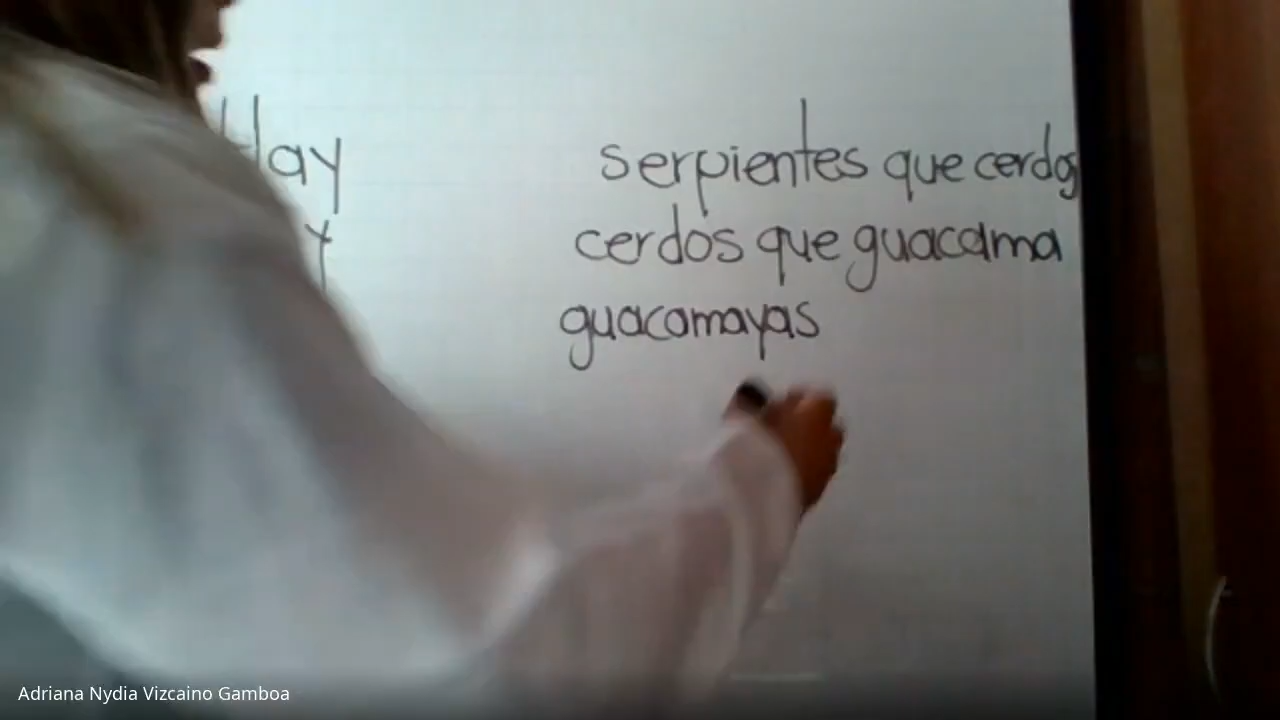 Hay serpientes que cerdos
y cerdos que guacama
guacamayas
Adriana Nydia Vizcaino Gamboa